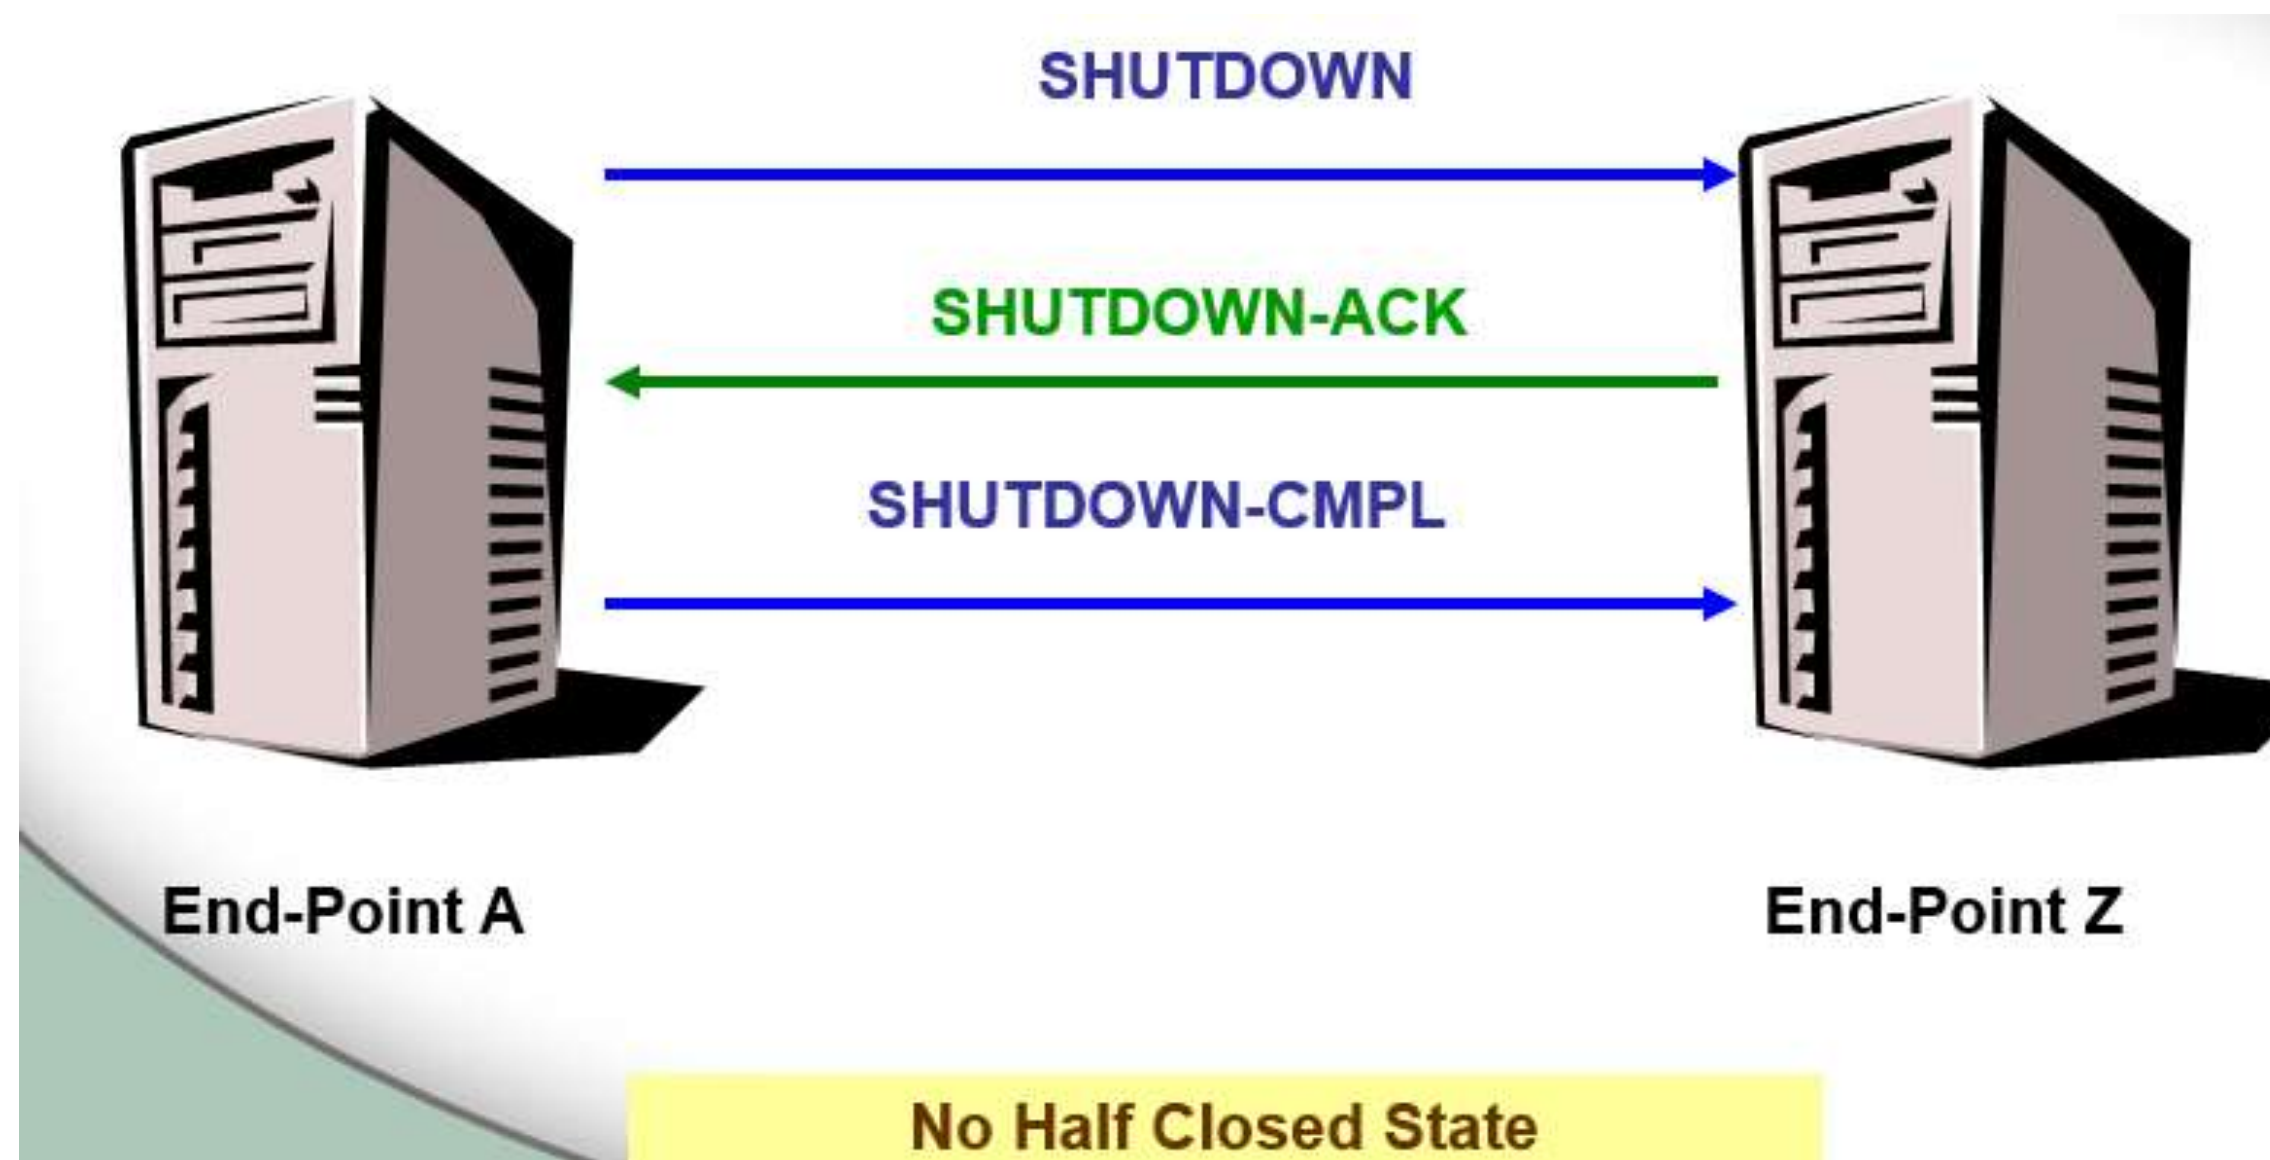 SHUTDOWN
SHUTDOWN-ACK
SHUTDOWN-CMPL
End-Point A
End-Point Z
No Half Closed State